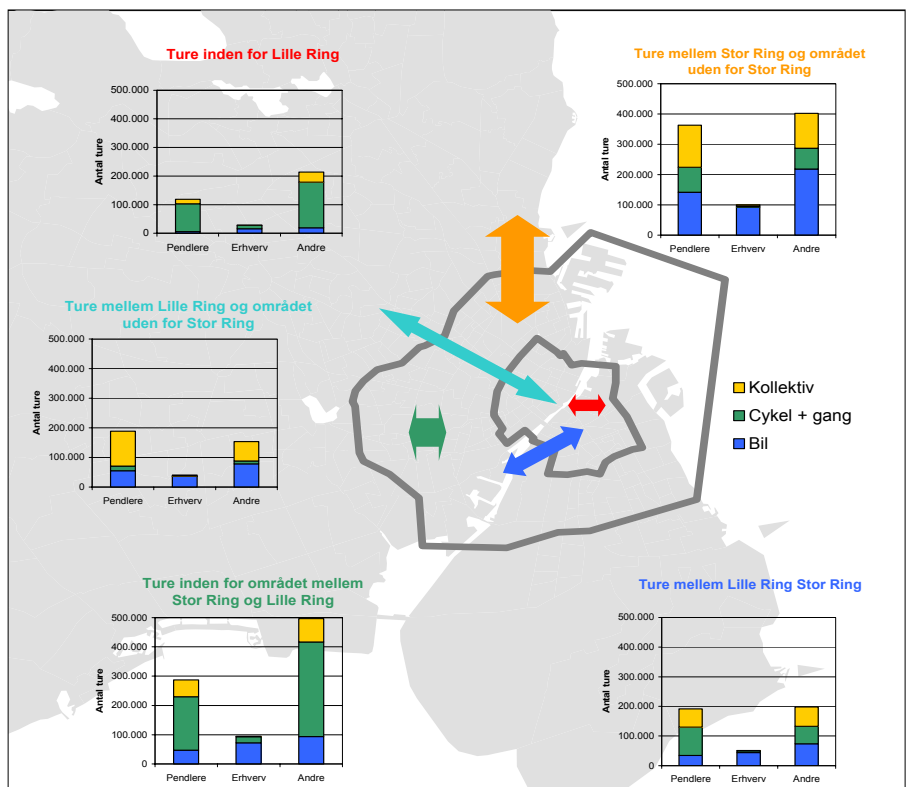 Ture inden for Lille Ring
500.000
400.000
300.000
200.000
100.000
0
Antal ture
Pendlere Erhverv Andre
Ture mellem Stor Ring og området
uden for Stor Ring
500.000
400.000
300.000
200.000
100.000
0
Antal ture
Pendlere Erhverv Andre
Ture mellem Lille Ring og området
uden for Stor Ring
500.000
400.000
300.000
200.000
100.000
0
Antal ture
Pendlere Erhverv Andre
Kollektiv
Cykel + gang
Bil
Ture inden for området mellem
Stor Ring og Lille Ring
500.000
400.000
300.000
200.000
100.000
0
Antal ture
Pendlere Erhverv Andre
Ture mellem Lille Ring Stor Ring
500.000
400.000
300.000
200.000
100.000
0
Antal ture
Pendlere Erhverv Andre